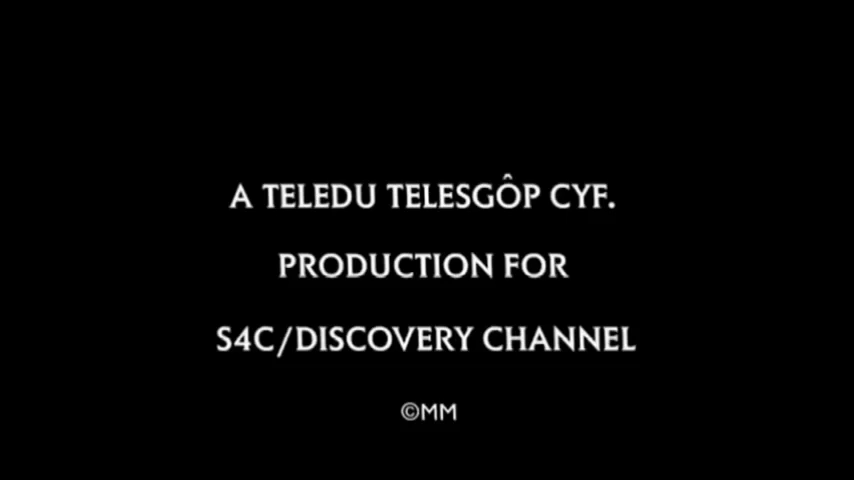 A TELEDU TELESGÔP CYF.
PRODUCTION FOR
S4C/DISCOVERY CHANNEL
©MM